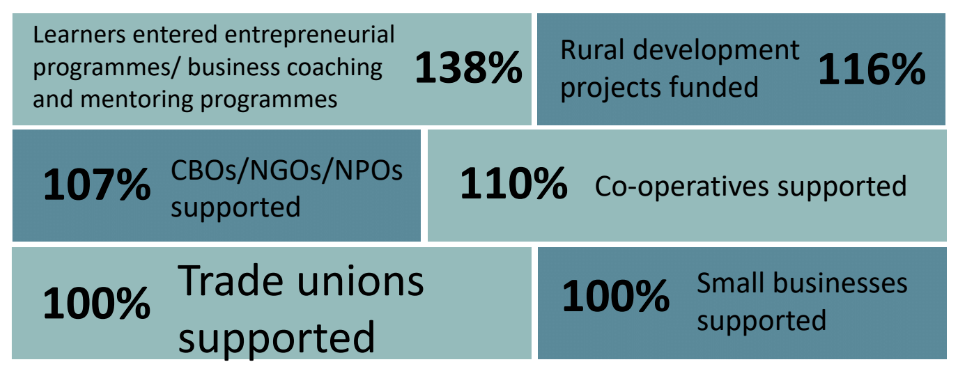 Learners entered entrepreneurial
programmes/ business coaching
and mentoring programmes
138%
Rural development
projects funded
116%
107%
CBOs/NGOs/NPOs
supported
110%
Co-operatives supported
100%
Trade unions
supported
100%
Small businesses
supported